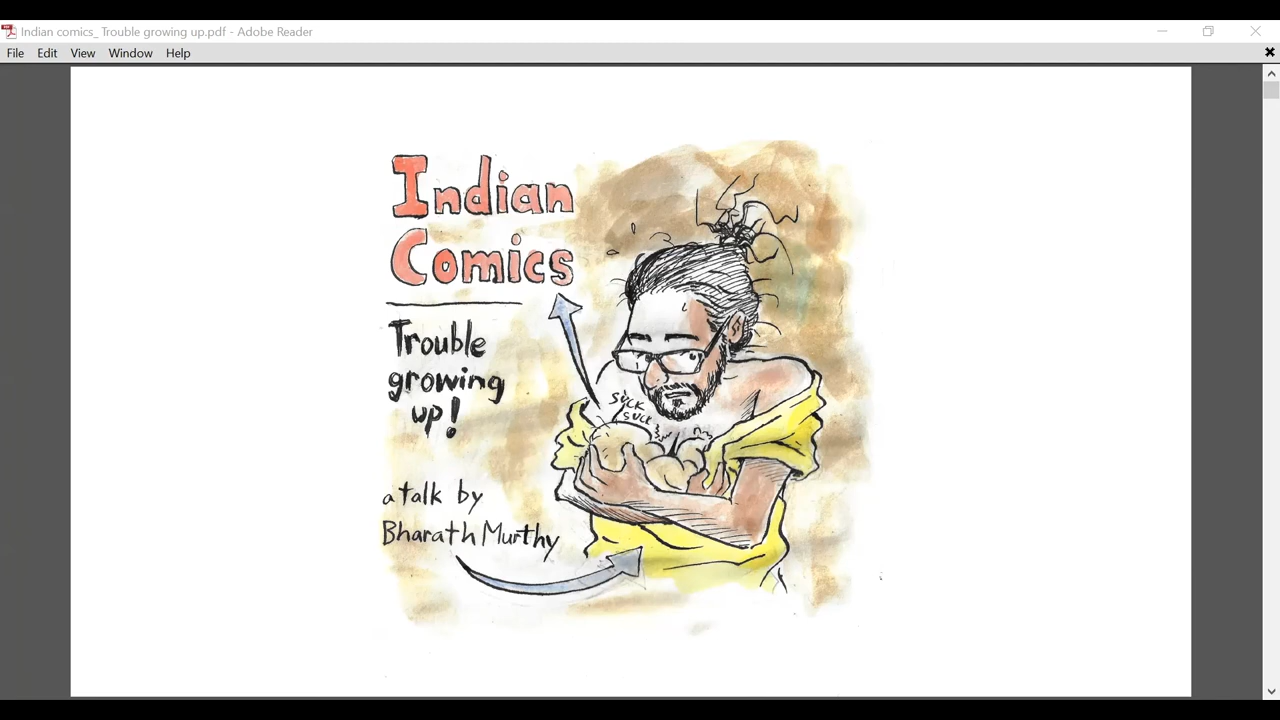 Indian comics_ Trouble growing up.pdf - Adobe Reader
File Edit View Window Help
Indian
Comics
Trouble
growing
up!
SUCK
SUCK
a talk by
Bharath Murthy